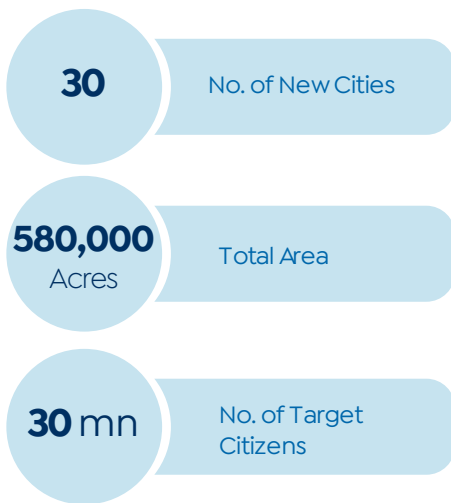 30
No. of New Cities
580,000
Acres
Total Area
30 mn
No. of Target
Citizens